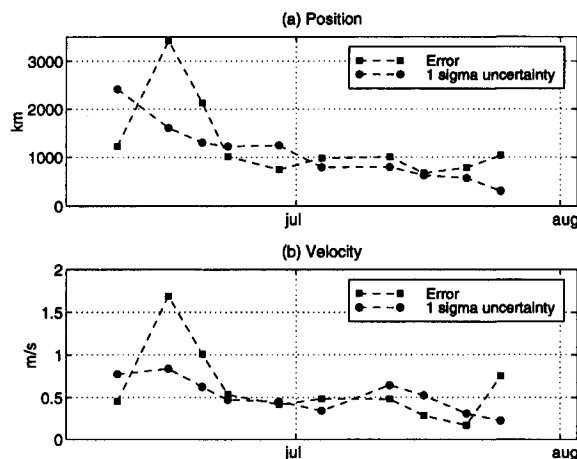 (a) Position
3500
3000
2000
1000
0
km
Error
1 sigma uncertainty
jul
aug
(b) Velocity
2
1.5
1
0.5
0
m/s
Error
1 sigma uncertainty
jul
aug